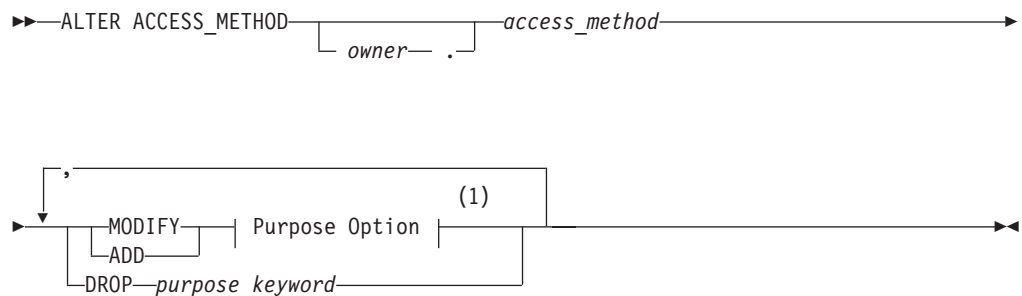 ALTER ACCESS_METHOD access_method
owner .
,
(1)
MODIFY Purpose Option
ADD
DROP purpose keyword